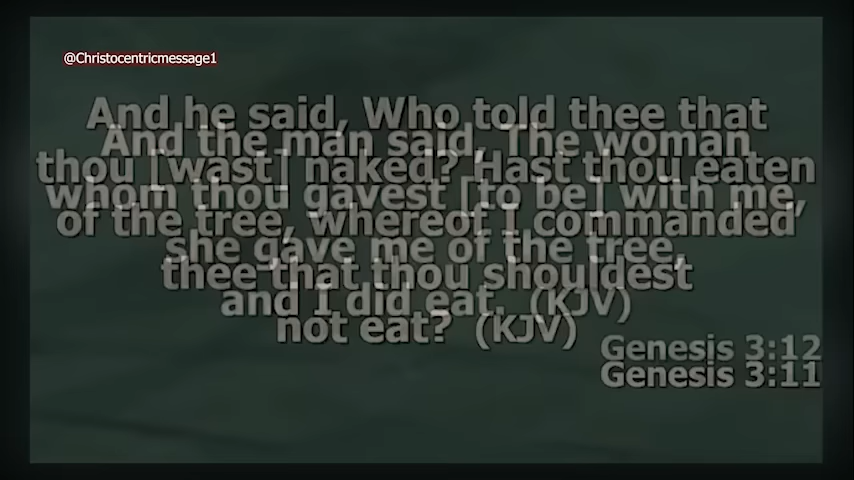 @Christocentricmessage1
And he said, Who told thee that
And the man said, The woman
thou [wast] naked? Hast thou eaten
whom thou gavest [to be] with me,
of the tree, whereof I commanded
she gave me of the tree,
thee that thou shouldest
and I did eat. (KJV)
not eat? (KJV)
Genesis 3:12
Genesis 3:11